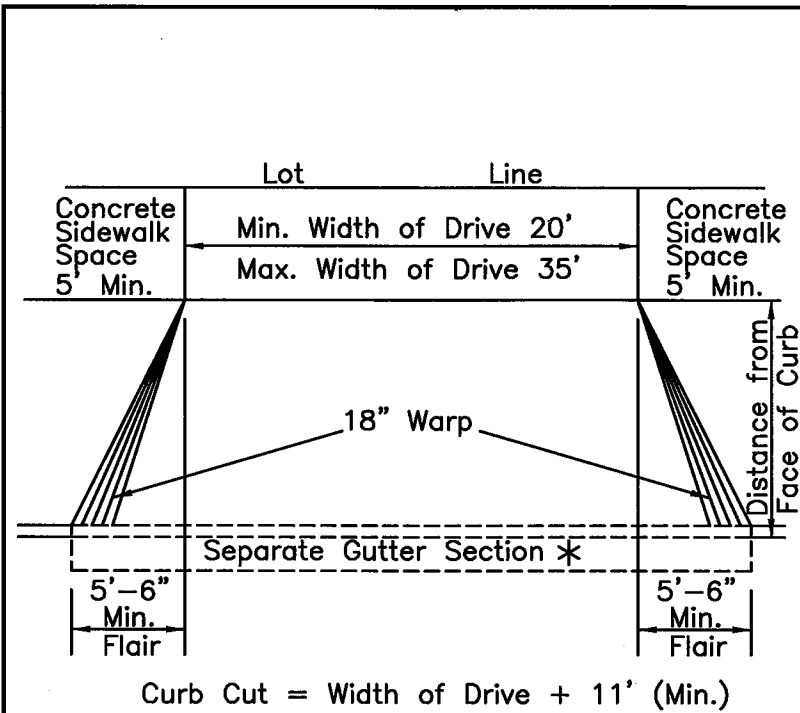 Lot Line
Concrete
Sidewalk
Space
5' Min.
Min. Width of Drive 20'
Max. Width of Drive 35'
Concrete
Sidewalk
Space
5' Min.
18" Warp
Distance from
Face of Curb
Separate Gutter Section *
5'-6"
Min.
Flair
5'-6"
Min.
Flair
Curb Cut = Width of Drive + 11' (Min.)